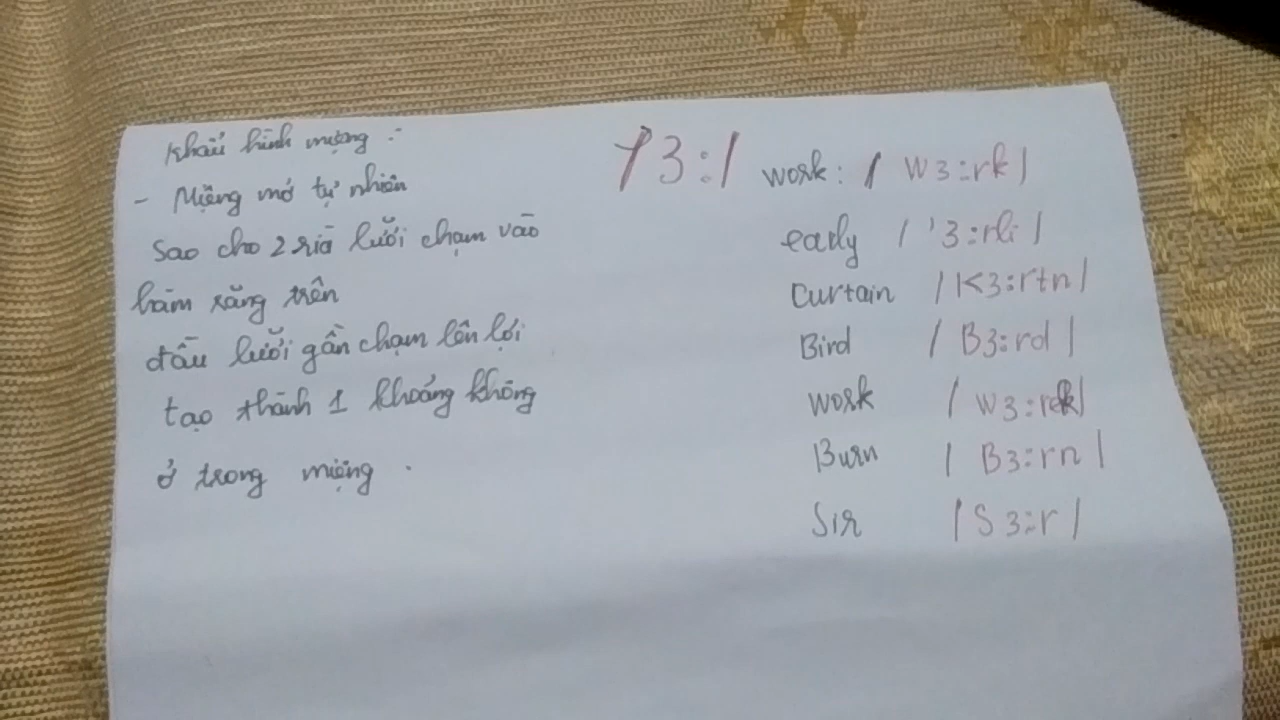 Khẩu hình miệng :
- Miệng mở tự nhiên
sao cho 2 rìa lưỡi chạm vào
hàm răng trên
đầu lưỡi gần chạm lên lợi
tạo thành 1 khoảng không
ở trong miệng .
/3:/
work : / W3:rk /
early / '3:rli /
Curtain / K3:rtn /
Bird / B3:rd /
work / W3:rk /
Burn / B3:rn /
Sir / S3:r /